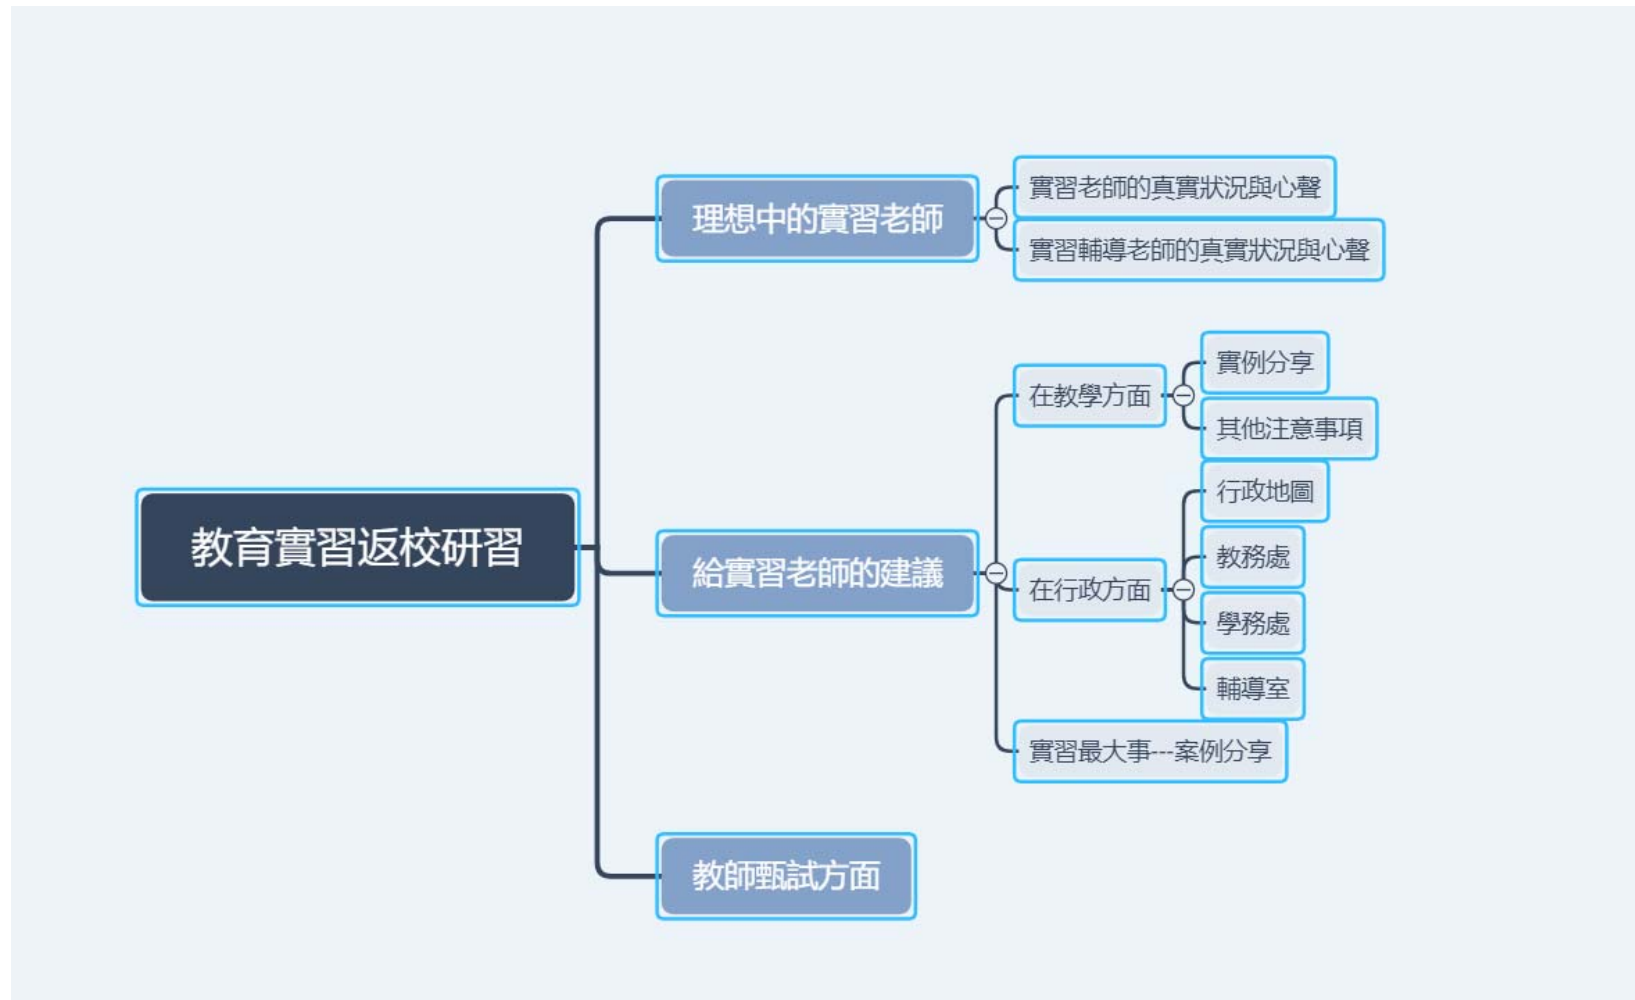 教育實習返校研習
理想中的實習老師
實習老師的真實狀況與心聲
實習輔導老師的真實狀況與心聲
給實習老師的建議
在教學方面
實例分享
其他注意事項
在行政方面
行政地圖
教務處
學務處
輔導室
實習最大事---案例分享
教師甄試方面